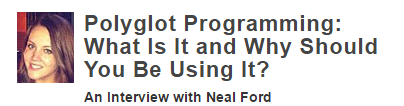 Polyglot Programming:
What Is It and Why Should
You Be Using It?
An Interview with Neal Ford